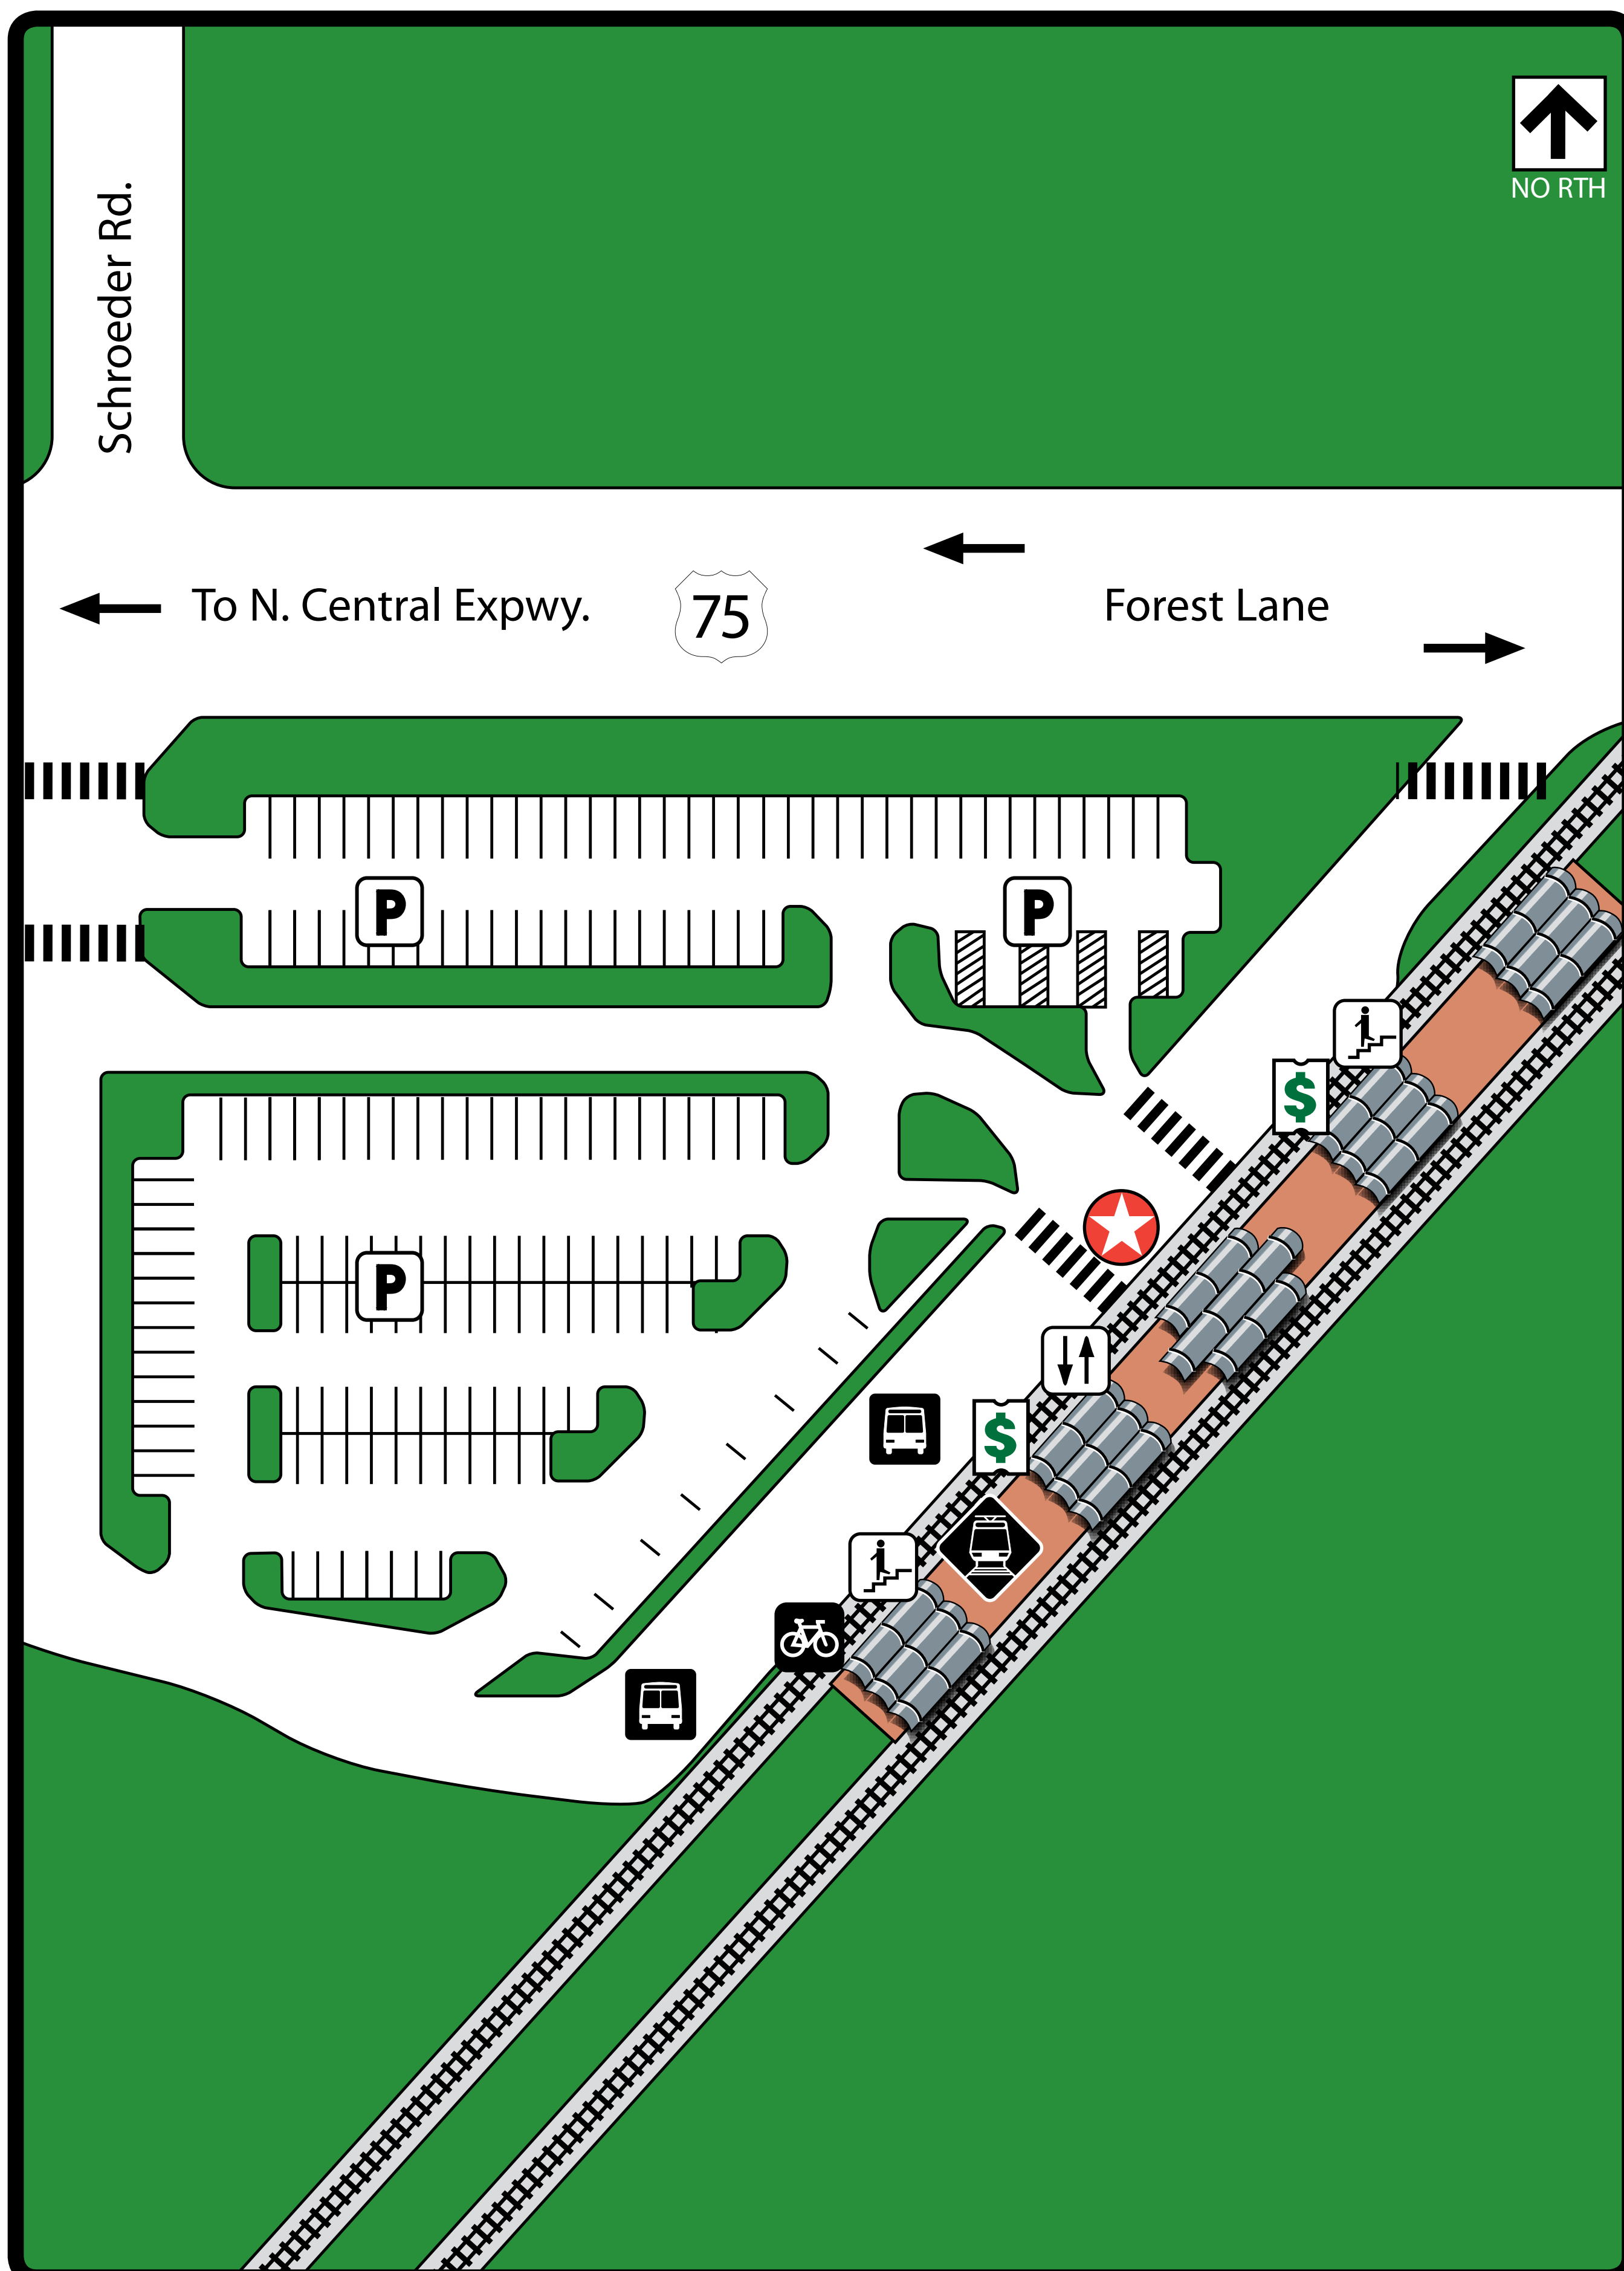 NO RTH
Schroeder Rd.
To N. Central Expwy.
75
Forest Lane
P
P
$
$
P